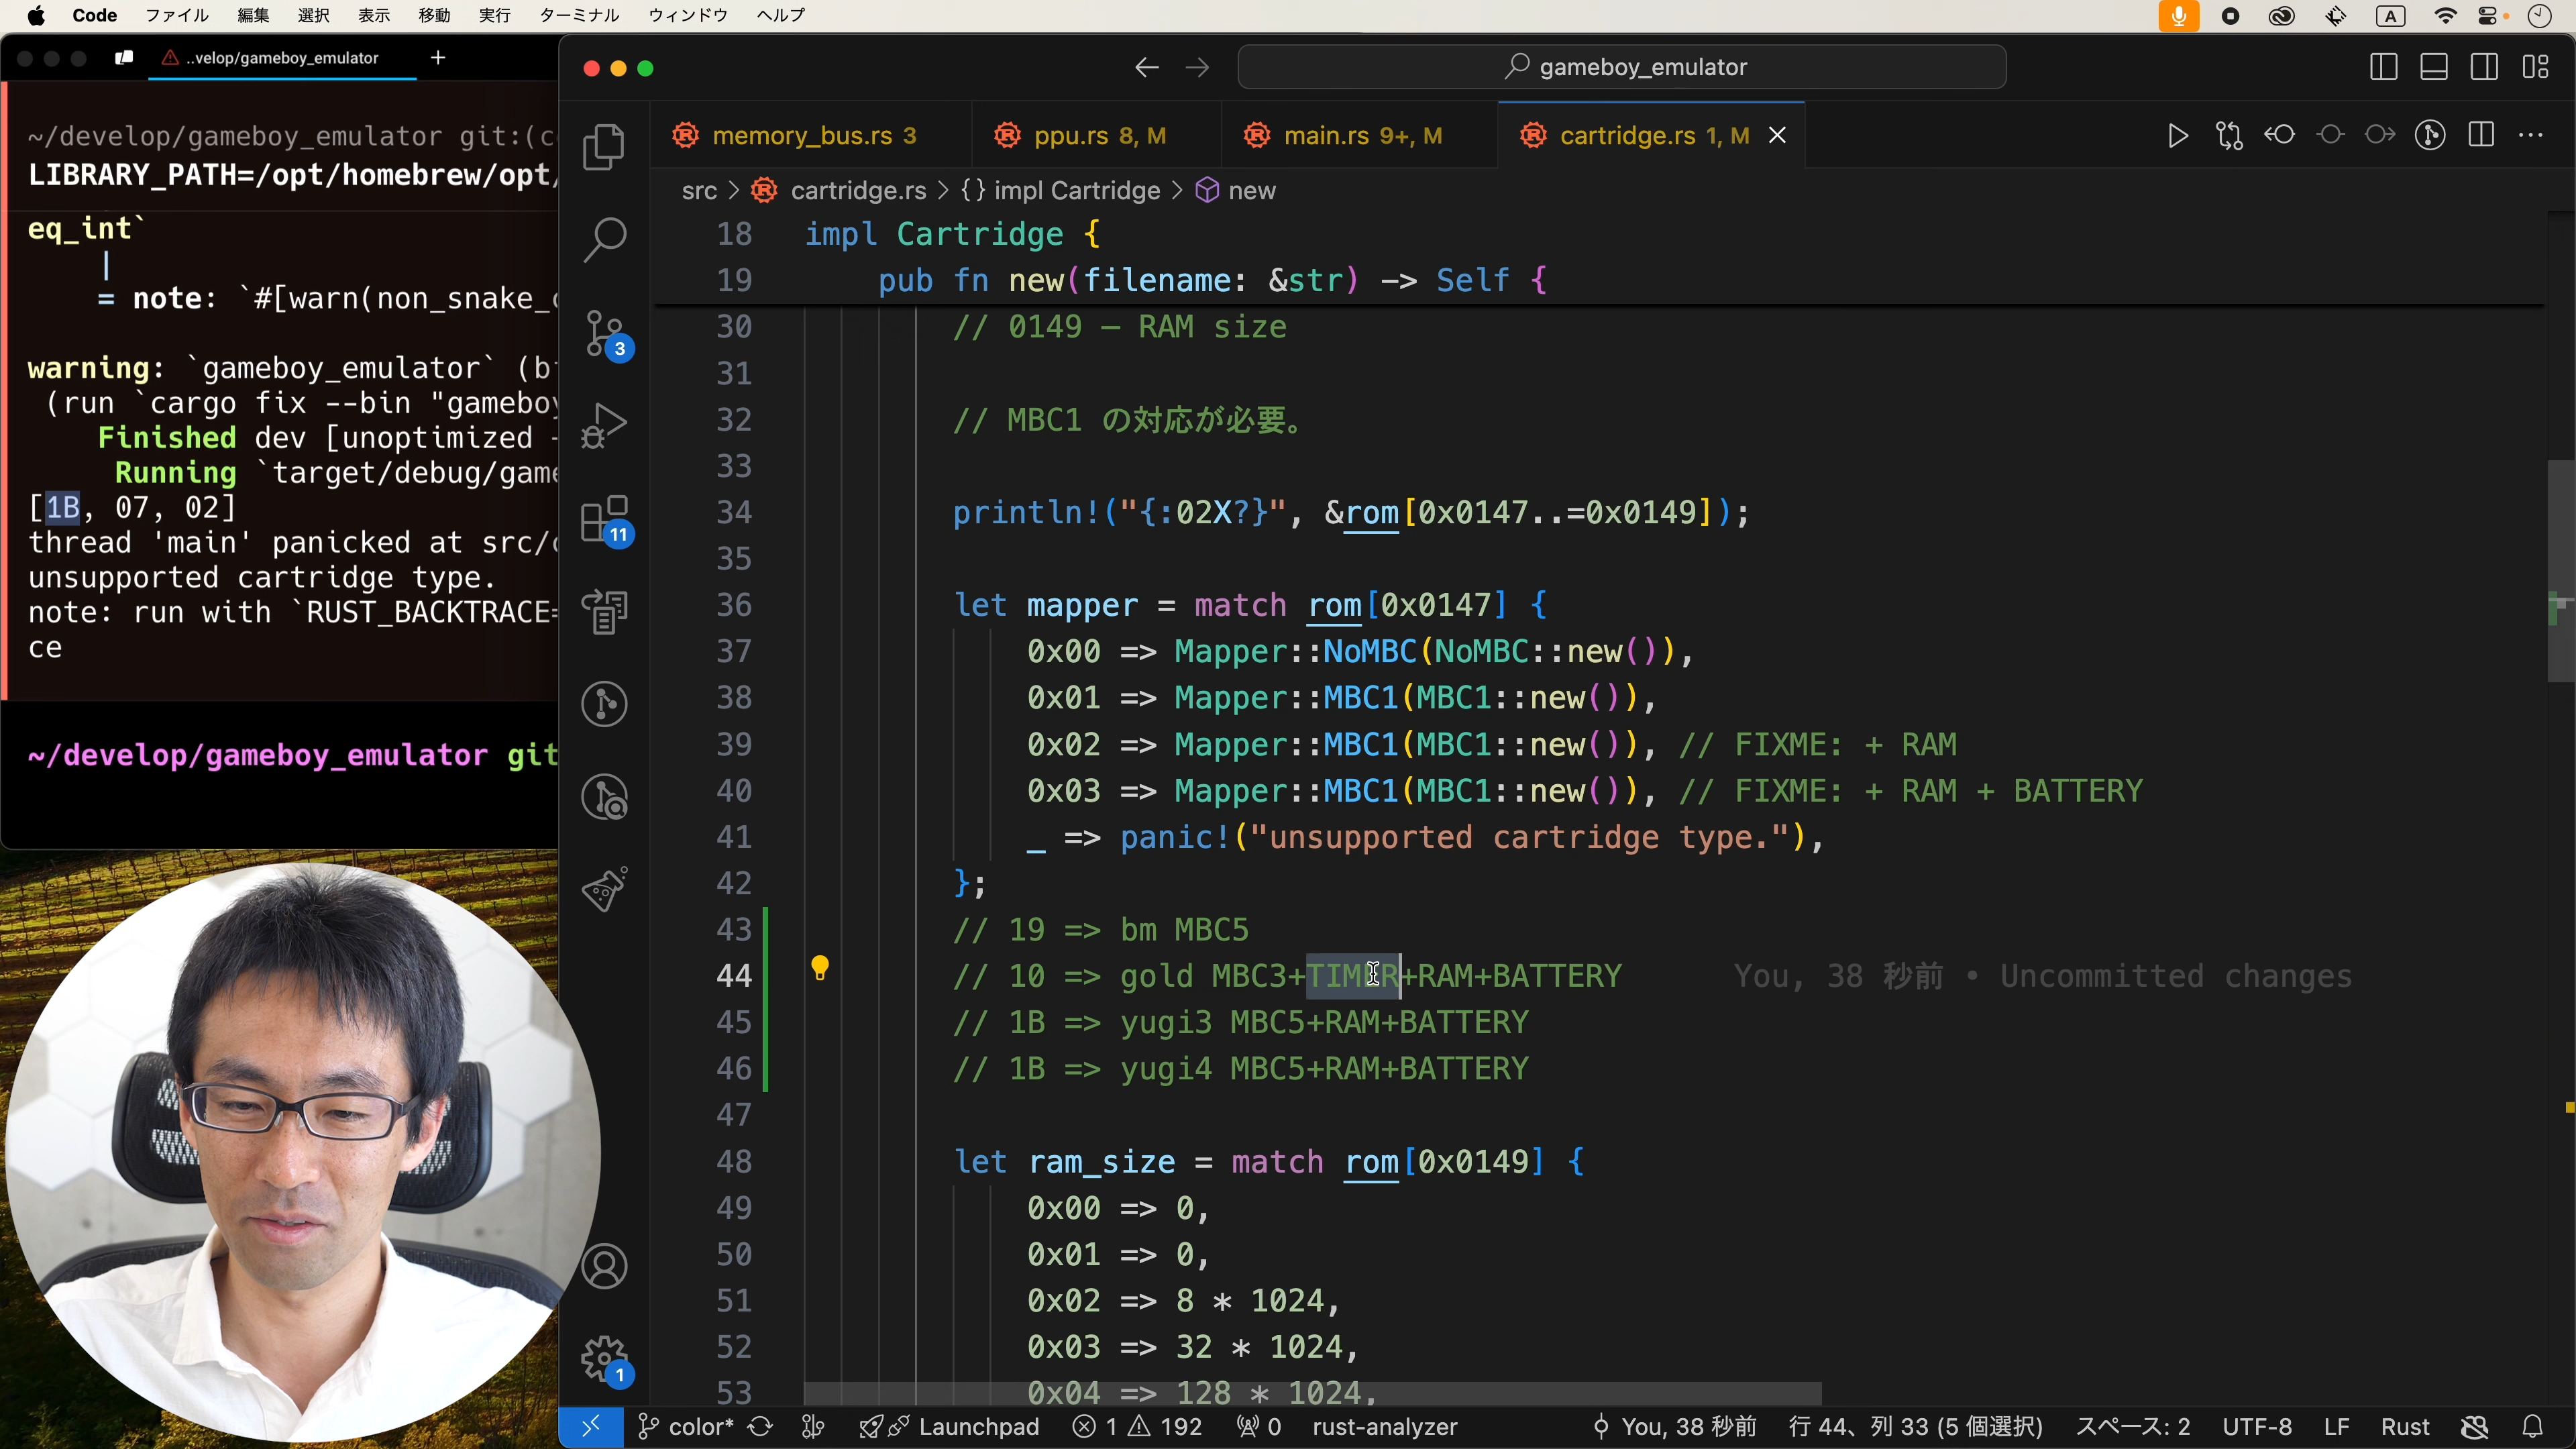 Code ファイル 編集 選択 表示 移動 実行 ターミナル ウィンドウ ヘルプ A
..velop/gameboy_emulator +
~/develop/gameboy_emulator git:(c
LIBRARY_PATH=/opt/homebrew/opt/
eq_int`
|
= note: `#[warn(non_snake_c
warning: `gameboy_emulator` (b
(run `cargo fix --bin "gameboy
Finished dev [unoptimized
Running `target/debug/game
[1B, 07, 02]
thread 'main' panicked at src/c
unsupported cartridge type.
note: run with `RUST_BACKTRACE=
ce
~/develop/gameboy_emulator git
gameboy_emulator
memory_bus.rs 3 ppu.rs 8, M main.rs 9+, M cartridge.rs 1, M
src > cartridge.rs > {} impl Cartridge > new
3
11
1
18 impl Cartridge {
19 pub fn new(filename: &str) -> Self {
30 // 0149 — RAM size
31
32 // MBC1 の対応が必要。
33
34 println!("{:02X?}", &rom[0x0147..=0x0149]);
35
36 let mapper = match rom[0x0147] {
37 0x00 => Mapper::NoMBC(NoMBC::new()),
38 0x01 => Mapper::MBC1(MBC1::new()),
39 0x02 => Mapper::MBC1(MBC1::new()), // FIXME: + RAM
40 0x03 => Mapper::MBC1(MBC1::new()), // FIXME: + RAM + BATTERY
41 _ => panic!("unsupported cartridge type."),
42 };
43 // 19 => bm MBC5
44 // 10 => gold MBC3+TIMER+RAM+BATTERY You, 38 秒前 • Uncommitted changes
45 // 1B => yugi3 MBC5+RAM+BATTERY
46 // 1B => yugi4 MBC5+RAM+BATTERY
47
48 let ram_size = match rom[0x0149] {
49 0x00 => 0,
50 0x01 => 0,
51 0x02 => 8 * 1024,
52 0x03 => 32 * 1024,
53 0x04 => 128 * 1024,
color* Launchpad 1 192 0 rust-analyzer You, 38 秒前 行 44、列 33 (5 個選択) スペース: 2 UTF-8 LF Rust